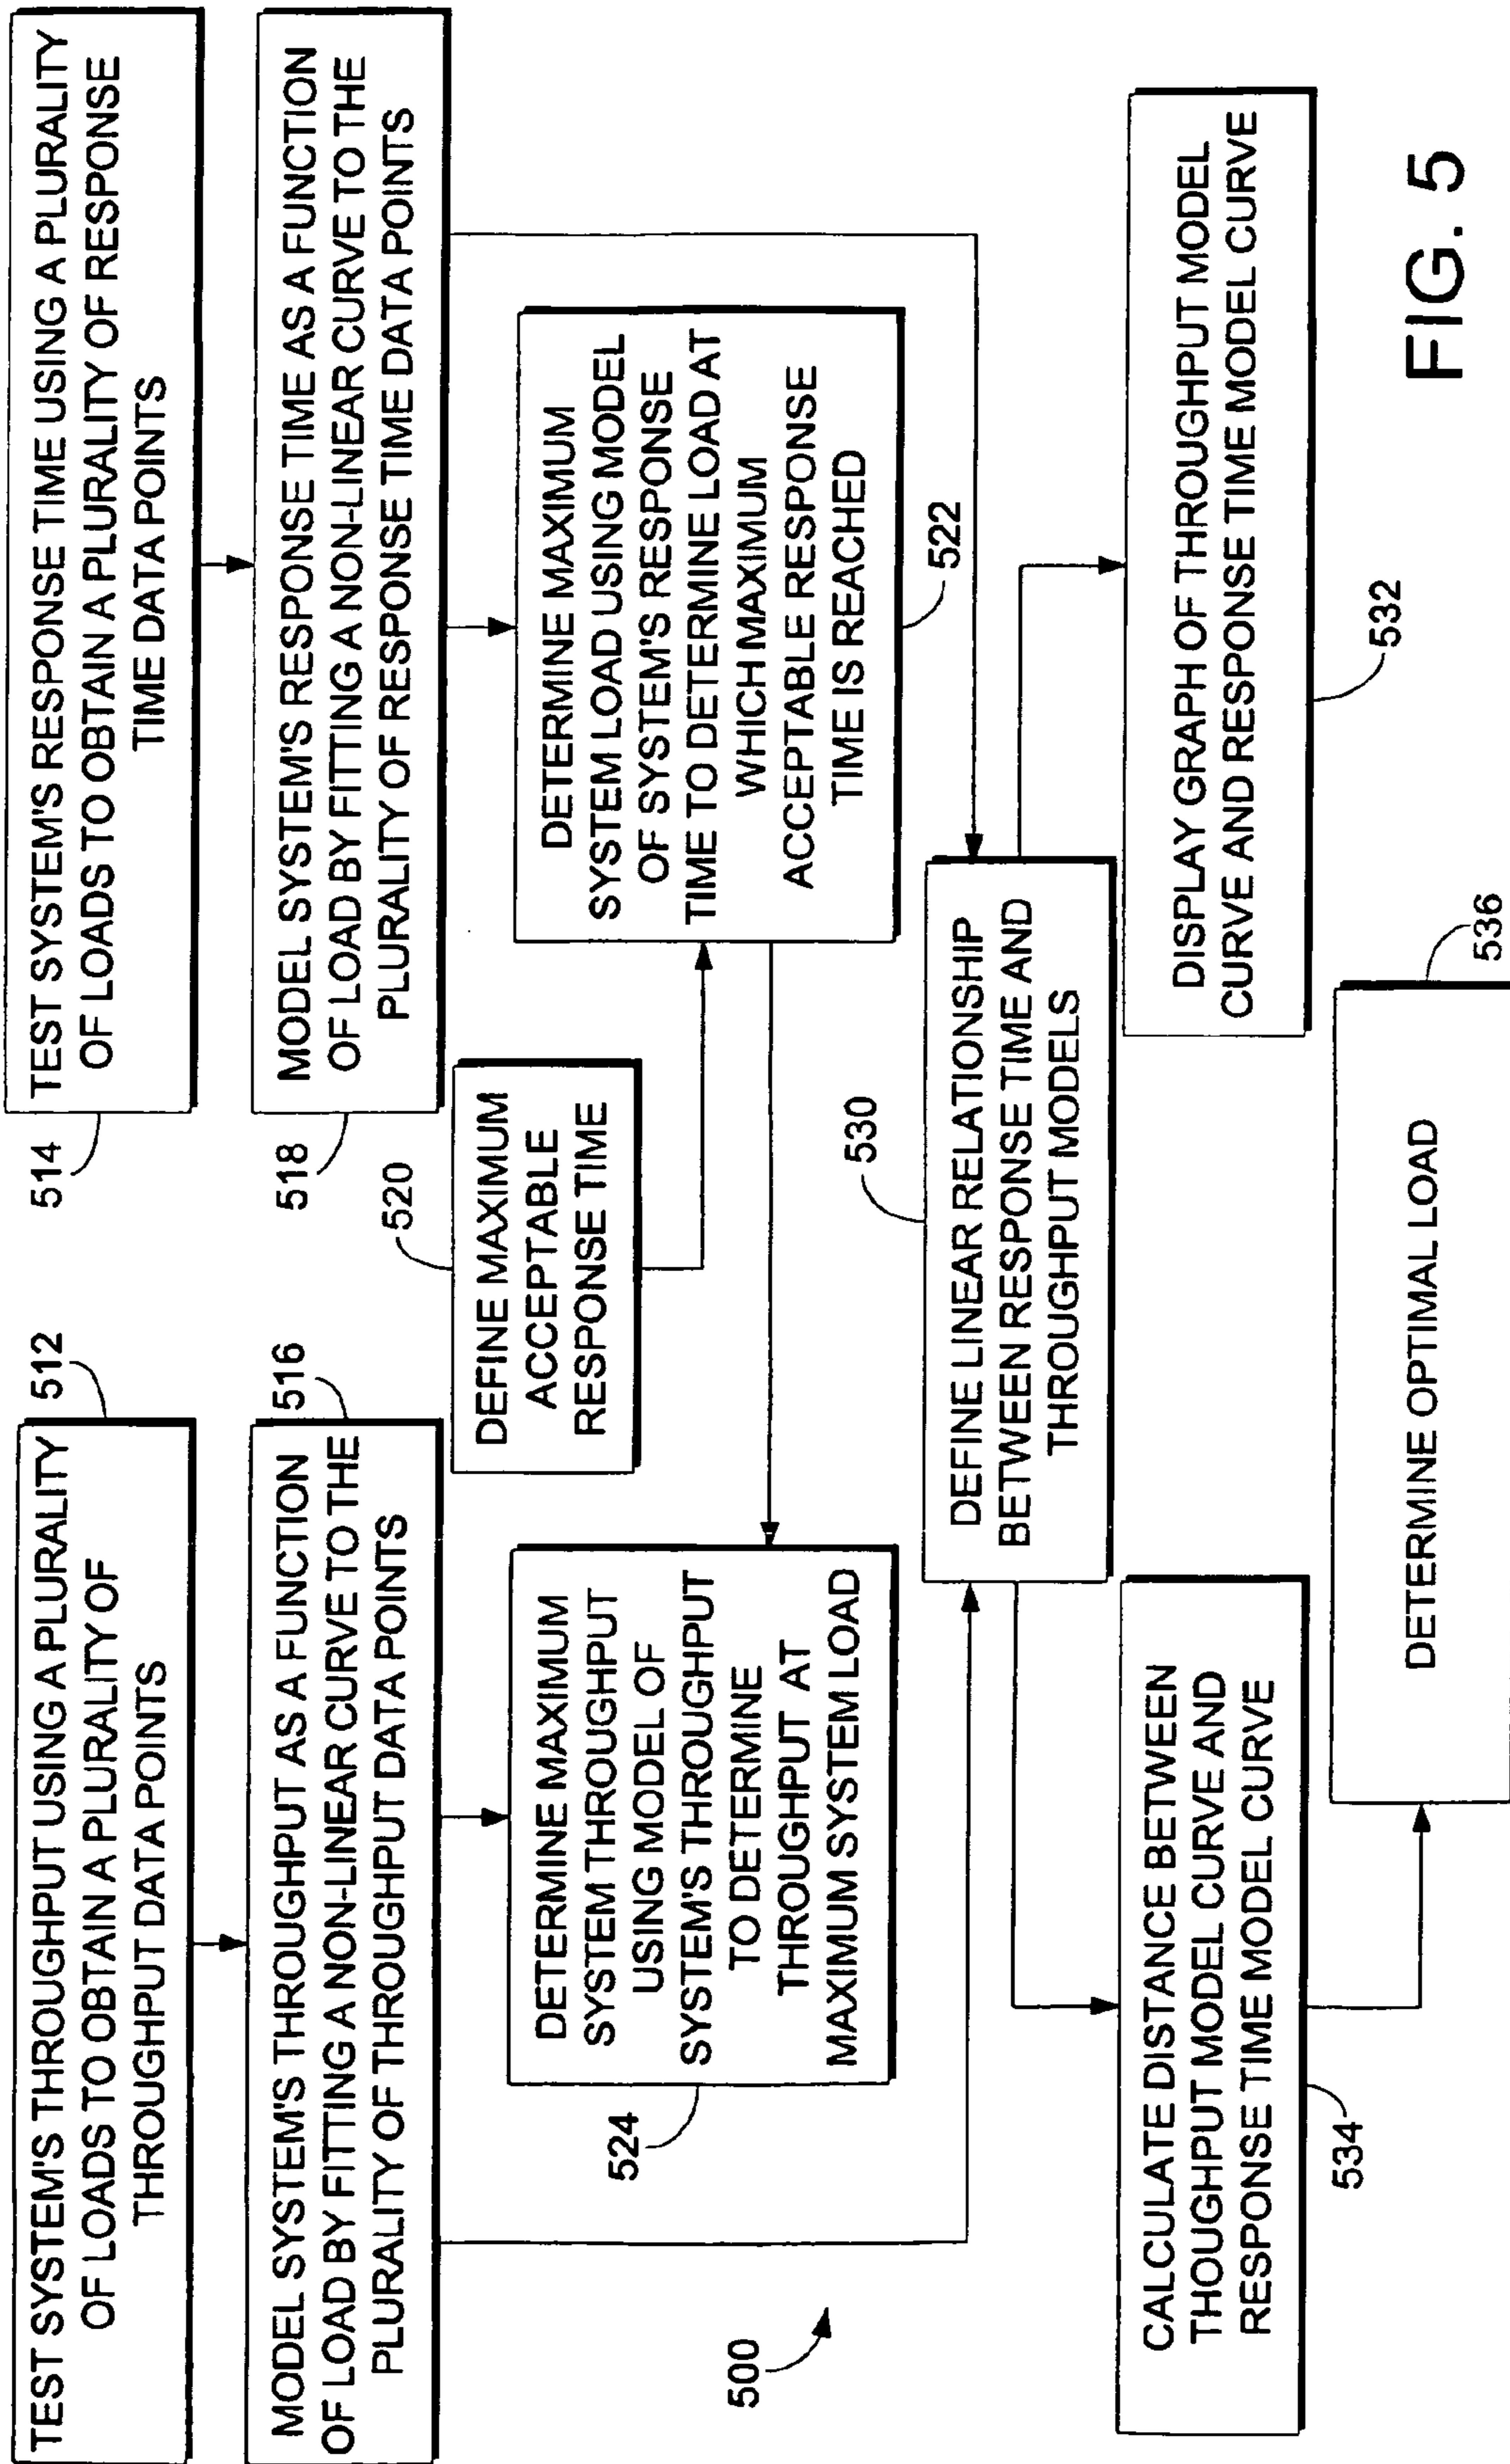 512
TEST SYSTEM'S THROUGHPUT USING A PLURALITY
OF LOADS TO OBTAIN A PLURALITY OF
THROUGHPUT DATA POINTS
514
TEST SYSTEM'S RESPONSE TIME USING A PLURALITY
OF LOADS TO OBTAIN A PLURALITY OF RESPONSE
TIME DATA POINTS
516
MODEL SYSTEM'S THROUGHPUT AS A FUNCTION
OF LOAD BY FITTING A NON-LINEAR CURVE TO THE
PLURALITY OF THROUGHPUT DATA POINTS
518
MODEL SYSTEM'S RESPONSE TIME AS A FUNCTION
OF LOAD BY FITTING A NON-LINEAR CURVE TO THE
PLURALITY OF RESPONSE TIME DATA POINTS
520
DEFINE MAXIMUM
ACCEPTABLE
RESPONSE TIME
DETERMINE MAXIMUM
SYSTEM LOAD USING MODEL
OF SYSTEM'S RESPONSE
TIME TO DETERMINE LOAD AT
WHICH MAXIMUM
ACCEPTABLE RESPONSE
TIME IS REACHED
522
DETERMINE MAXIMUM
SYSTEM THROUGHPUT
USING MODEL OF
SYSTEM'S THROUGHPUT
TO DETERMINE
THROUGHPUT AT
MAXIMUM SYSTEM LOAD
524
500
530
DEFINE LINEAR RELATIONSHIP
BETWEEN RESPONSE TIME AND
THROUGHPUT MODELS
CALCULATE DISTANCE BETWEEN
THOUGHPUT MODEL CURVE AND
RESPONSE TIME MODEL CURVE
534
DISPLAY GRAPH OF THROUGHPUT MODEL
CURVE AND RESPONSE TIME MODEL CURVE
532
DETERMINE OPTIMAL LOAD
536
FIG. 5